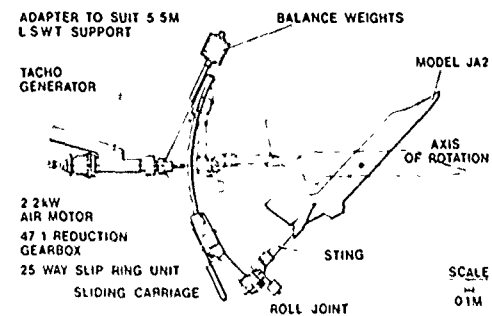 ADAPTER TO SUIT 5 5M
L S W T SUPPORT
BALANCE WEIGHTS
MODEL JA2
TACHO
GENERATOR
AXIS
OF ROTATION
2 2kW
AIR MOTOR
47 1 REDUCTION
GEARBOX
25 WAY SLIP RING UNIT
SLIDING CARRIAGE
STING
ROLL JOINT
SCALE
0 1M